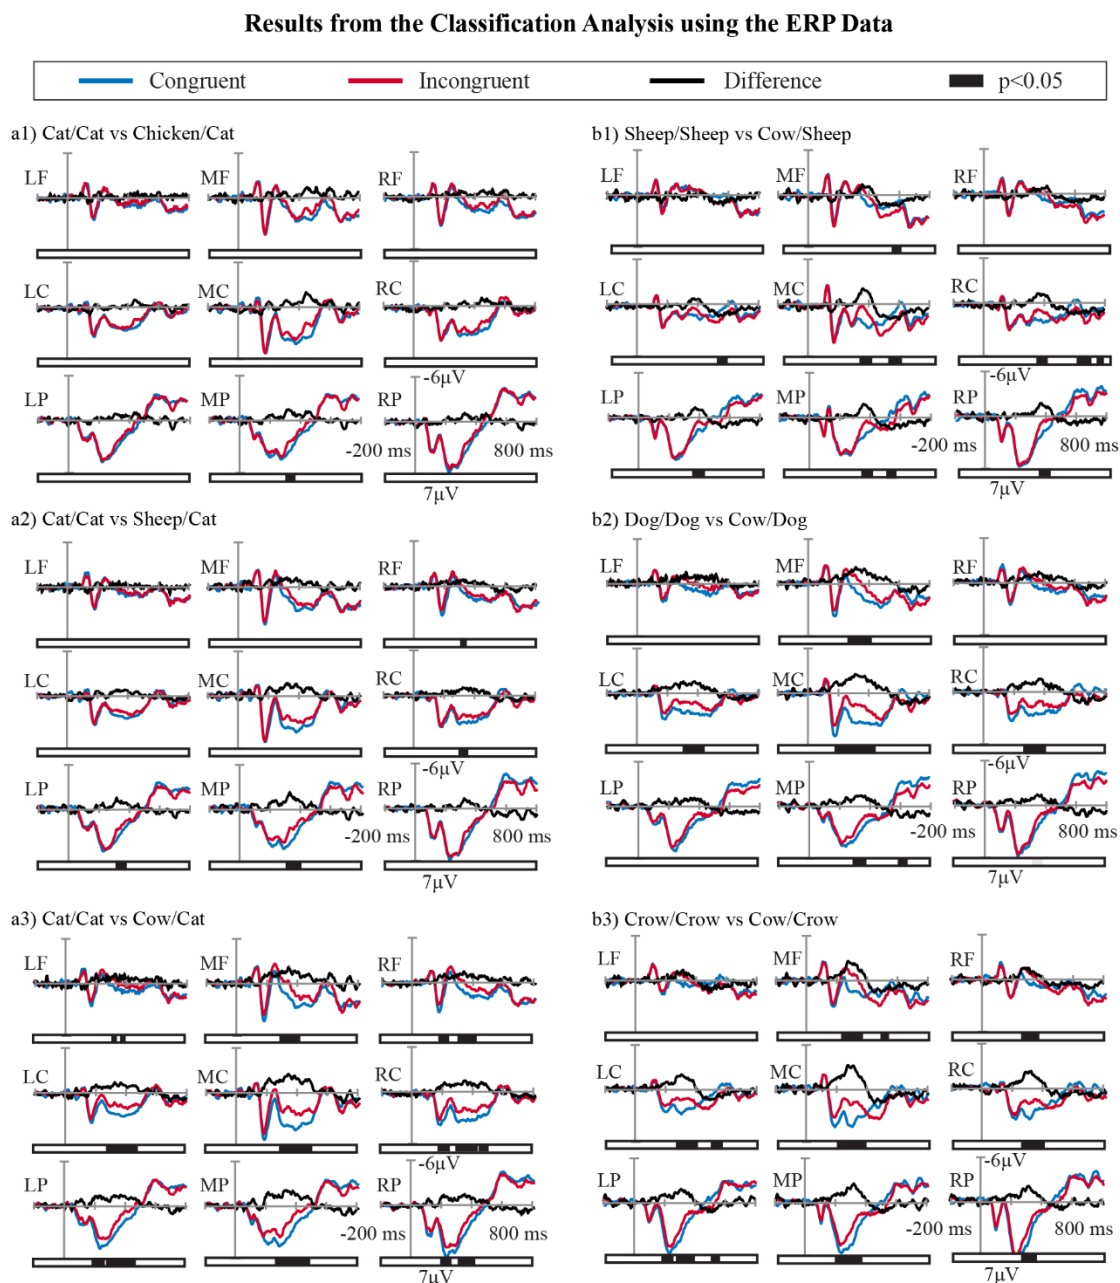 Results from the Classification Analysis using the ERP Data
Congruent Incongruent Difference p<0.05
a1) Cat/Cat vs Chicken/Cat
LF MF RF
LC MC RC
-6µV
LP MP RP
-200 ms 800 ms
7µV
b1) Sheep/Sheep vs Cow/Sheep
LF MF RF
LC MC RC
-6µV
LP MP RP
-200 ms 800 ms
7µV
a2) Cat/Cat vs Sheep/Cat
LF MF RF
LC MC RC
-6µV
LP MP RP
-200 ms 800 ms
7µV
b2) Dog/Dog vs Cow/Dog
LF MF RF
LC MC RC
-6µV
LP MP RP
-200 ms 800 ms
7µV
a3) Cat/Cat vs Cow/Cat
LF MF RF
LC MC RC
-6µV
LP MP RP
-200 ms 800 ms
7µV
b3) Crow/Crow vs Cow/Crow
LF MF RF
LC MC RC
-6µV
LP MP RP
-200 ms 800 ms
7µV